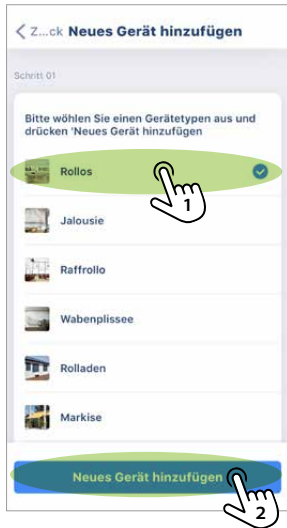 Z...ck Neues Gerät hinzufügen
Schritt 01
Bitte wöhlen Sie einen Gerätetypen aus und
drücken 'Neues Gerät hinzufügen
Rollos
1
Jalousie
Raffrollo
Wabenplissee
Rolladen
Markise
Neues Gerät hinzufügen
2